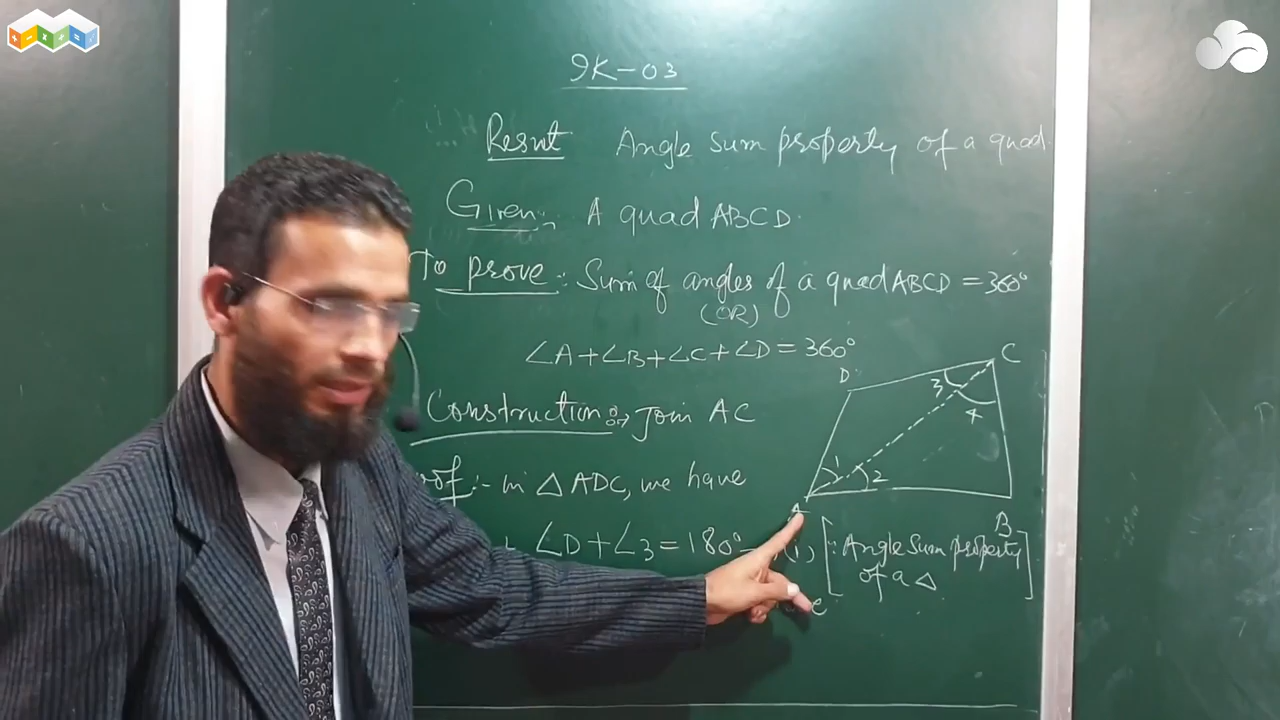 9K-03
Result Angle sum property of a quad
Given:- A quad ABCD.
To prove:- Sum of angles of a quad ABCD = 360°
(OR)
∠A+∠B+∠C+∠D = 360°
Construction:- Join AC
oof:- in △ADC, we have
+ ∠D+∠3=180° — (1) [∵ Angle sum property
of a △]
e
D
C
3
4
1
2
A
B